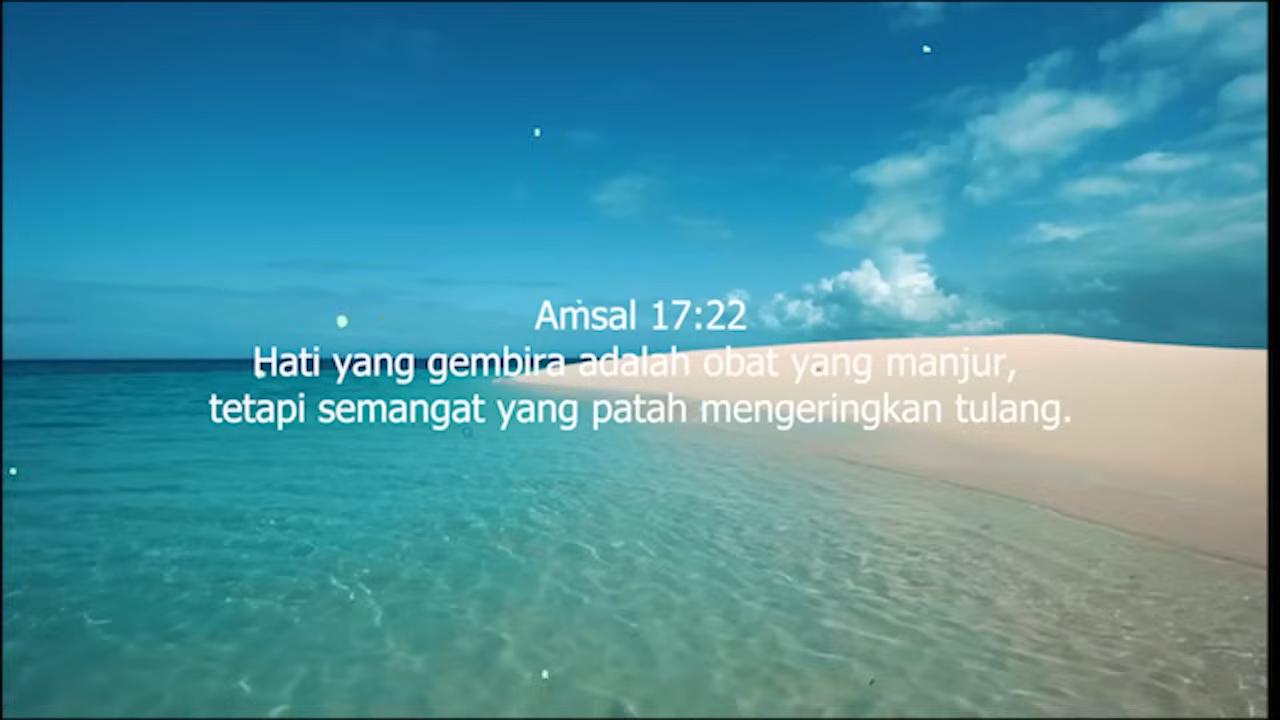 Amsal 17:22
Hati yang gembira adalah obat yang manjur,
tetapi semangat yang patah mengeringkan tulang.